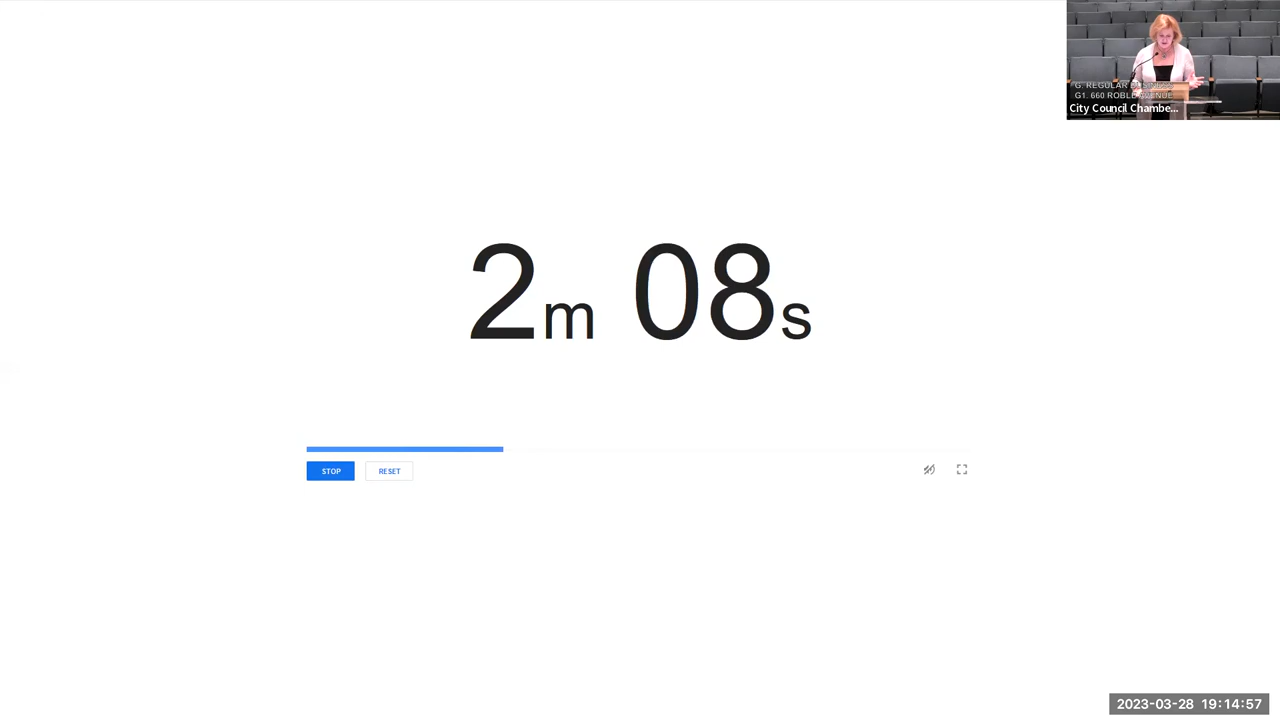 G. REGULAR BUSINESS
G1. 660 ROBLE AVENUE
City Council Chambe...
2m 08s
STOP
RESET
2023-03-28 19:14:57